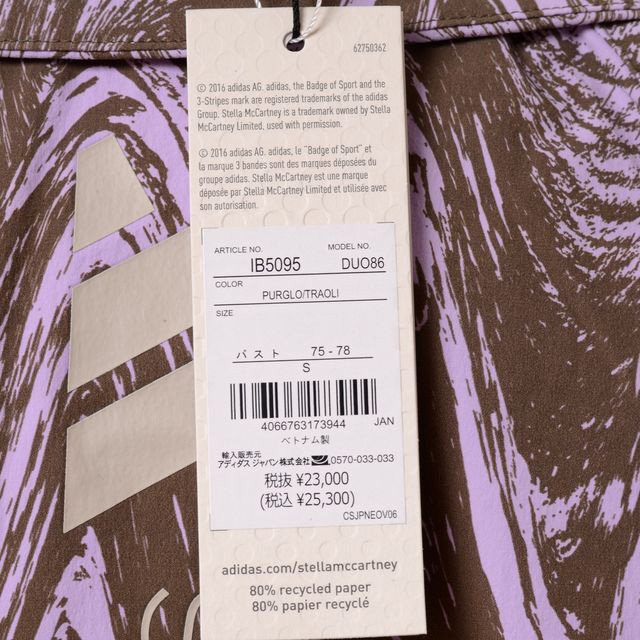 62750362
© 2016 adidas AG. adidas, the Badge of Sport and the
3-Stripes mark are registered trademarks of the adidas
Group. Stella McCartney is a trademark owned by Stella
McCartney Limited, used with permission.
© 2016 adidas AG. adidas, le "Badge of Sport" et
la marque 3 bandes sont des marques déposées du
groupe adidas. Stella McCartney est une marque
déposée par Stella McCartney Limited et utilisée avec
son autorisation.
ARTICLE NO. MODEL NO.
IB5095 DUO86
COLOR
PURGLO/TRAOLI
SIZE
バスト 75-78
S
4066763173944 JAN
ベトナム製
輸入販売元
アディダス ジャパン株式会社 0570-033-033
税抜 ¥23,000
(税込 ¥25,300)
CSJPNEOV06
adidas.com/stellamccartney
80% recycled paper
80% papier recyclé